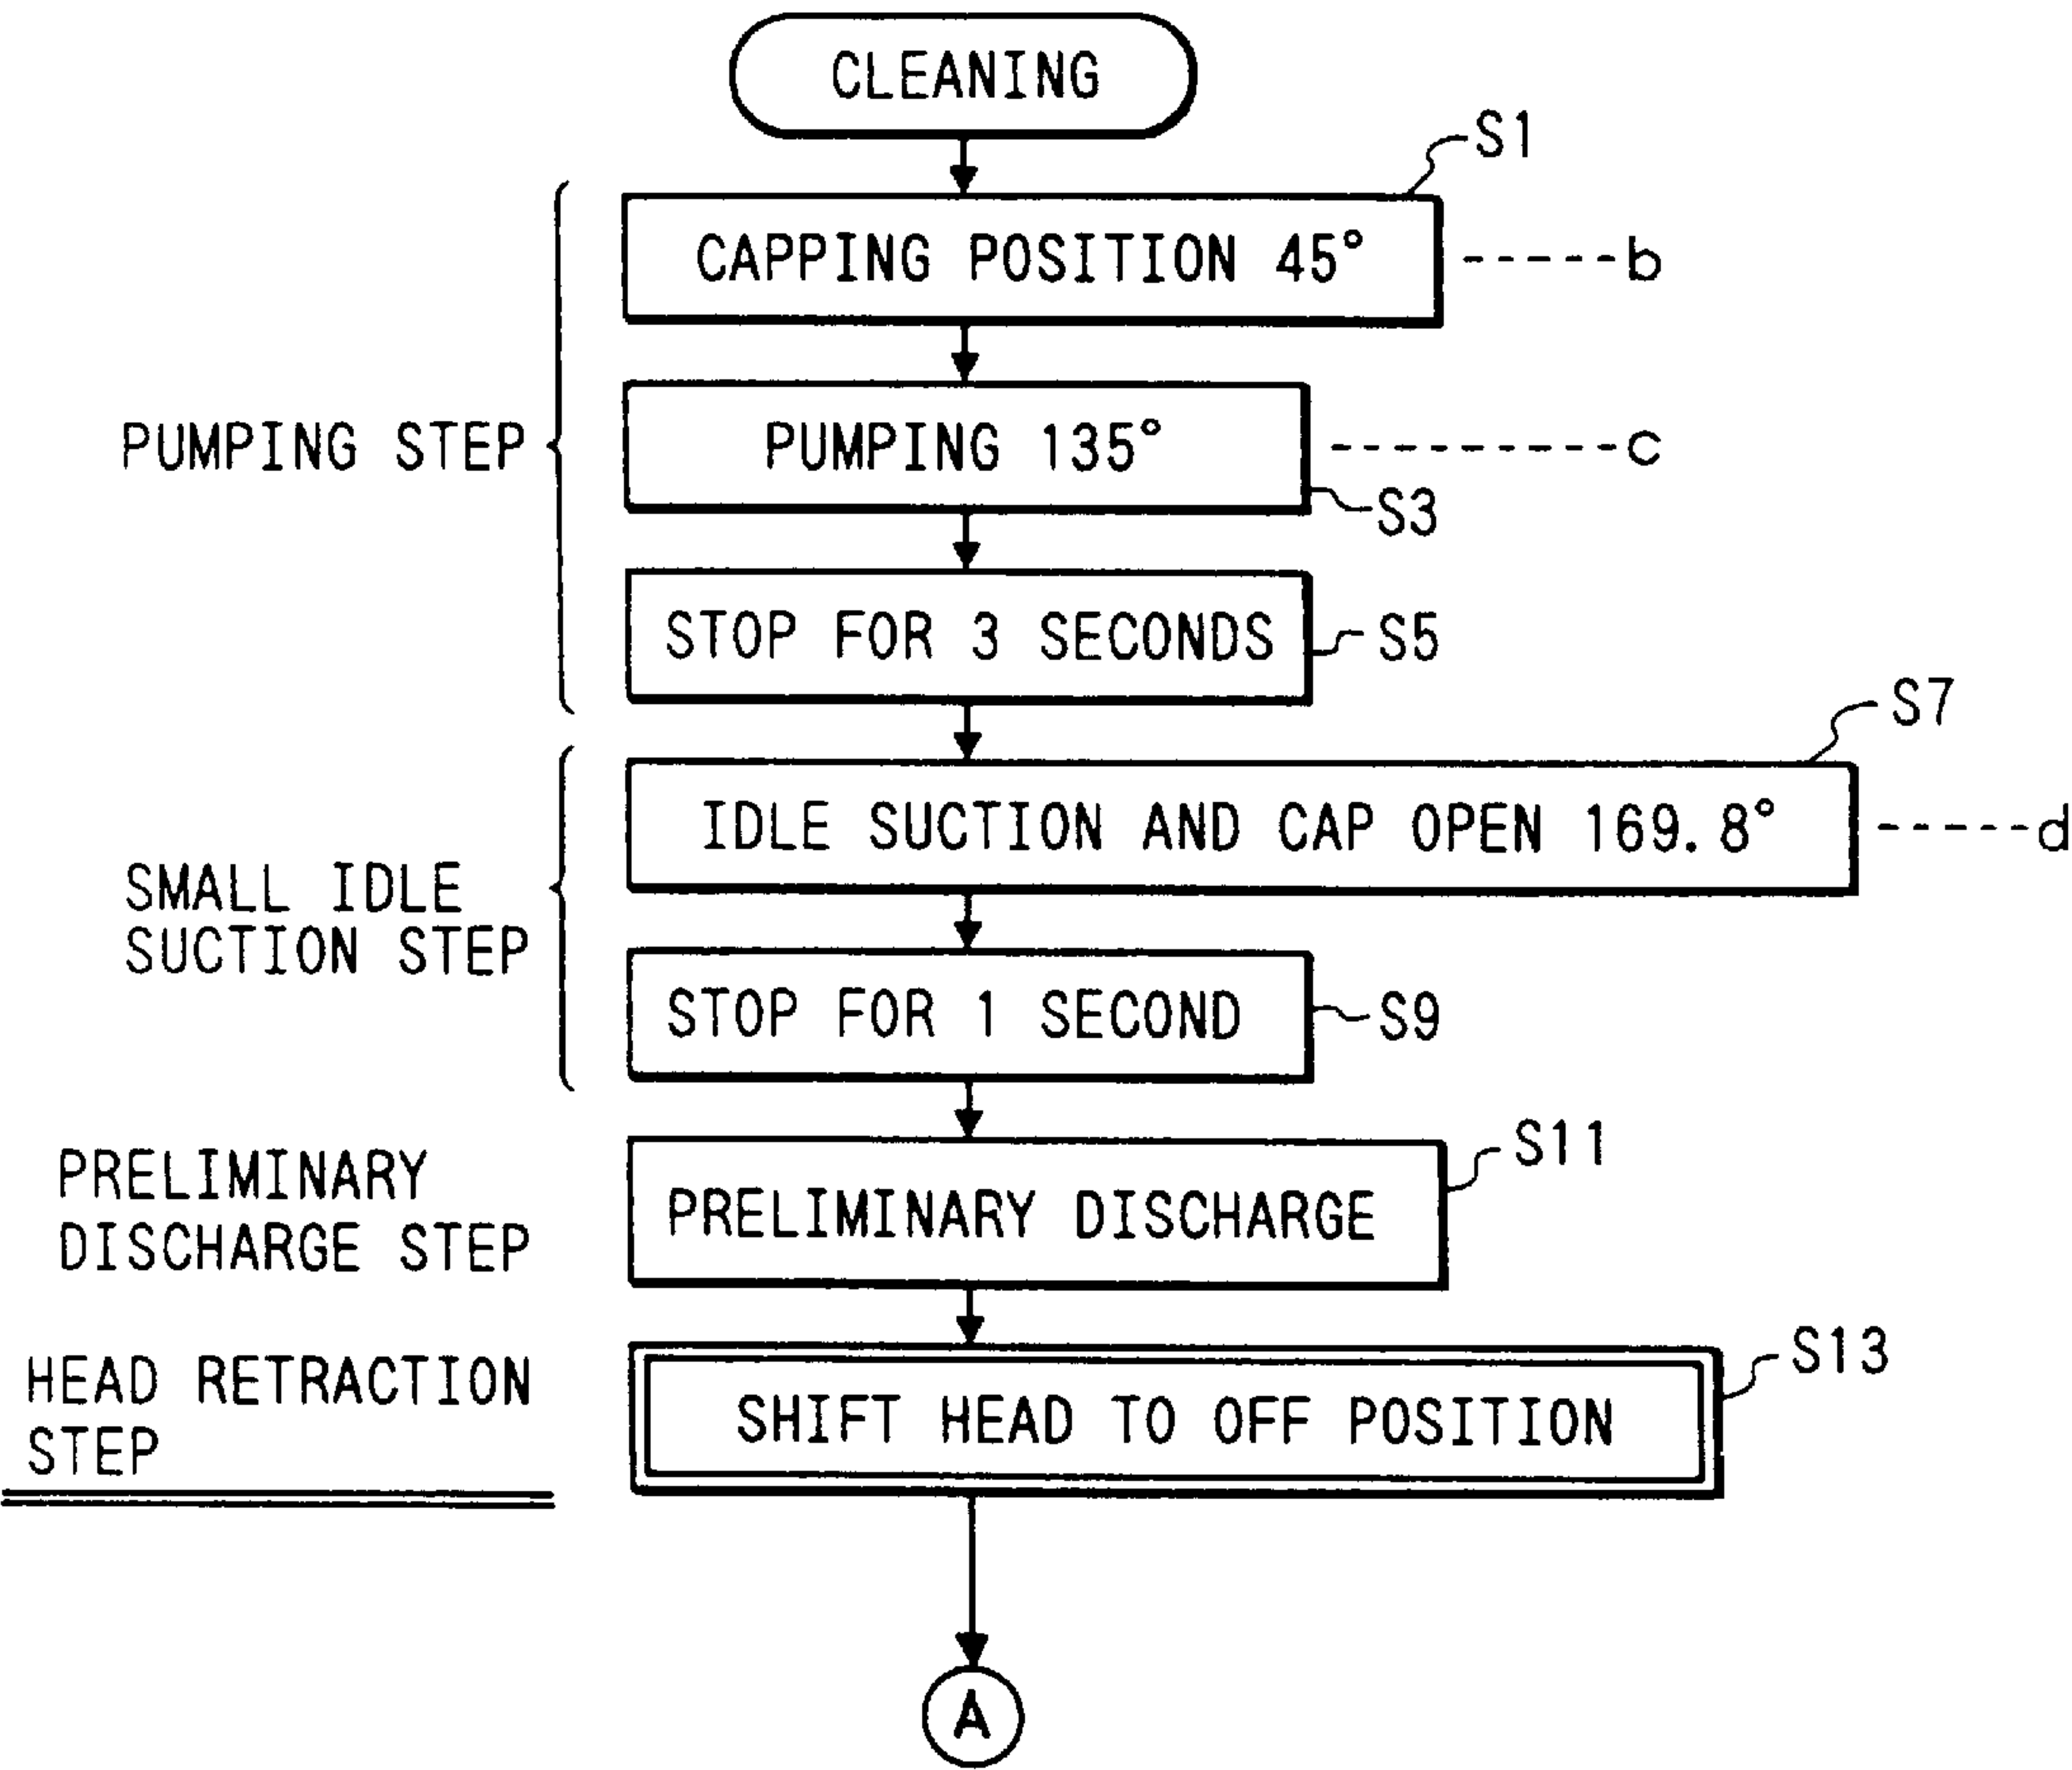 CLEANING
S1
CAPPING POSITION 45° -----b
PUMPING STEP
PUMPING 135° ----------c
S3
STOP FOR 3 SECONDS
S5
S7
IDLE SUCTION AND CAP OPEN 169.8° -----d
SMALL IDLE
SUCTION STEP
STOP FOR 1 SECOND
S9
S11
PRELIMINARY
DISCHARGE STEP
PRELIMINARY DISCHARGE
S13
HEAD RETRACTION
STEP
SHIFT HEAD TO OFF POSITION
A